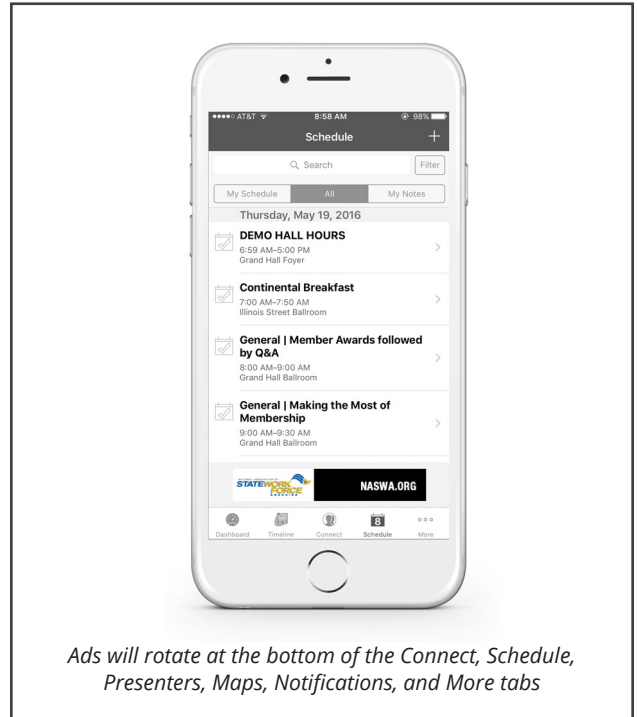 AT&T 8:58 AM 98%
Schedule +
Search Filter
My Schedule All My Notes
Thursday, May 19, 2016
DEMO HALL HOURS
6:59 AM–5:00 PM
Grand Hall Foyer
Continental Breakfast
7:00 AM–7:50 AM
Illinois Street Ballroom
General | Member Awards followed
by Q&A
8:00 AM–9:00 AM
Grand Hall Ballroom
General | Making the Most of
Membership
9:00 AM–9:30 AM
Grand Hall Ballroom
STATEWORK
FORCE
AGENCIES
NASWA.ORG
8
Dashboard Timeline Connect Schedule More
Ads will rotate at the bottom of the Connect, Schedule,
Presenters, Maps, Notifications, and More tabs